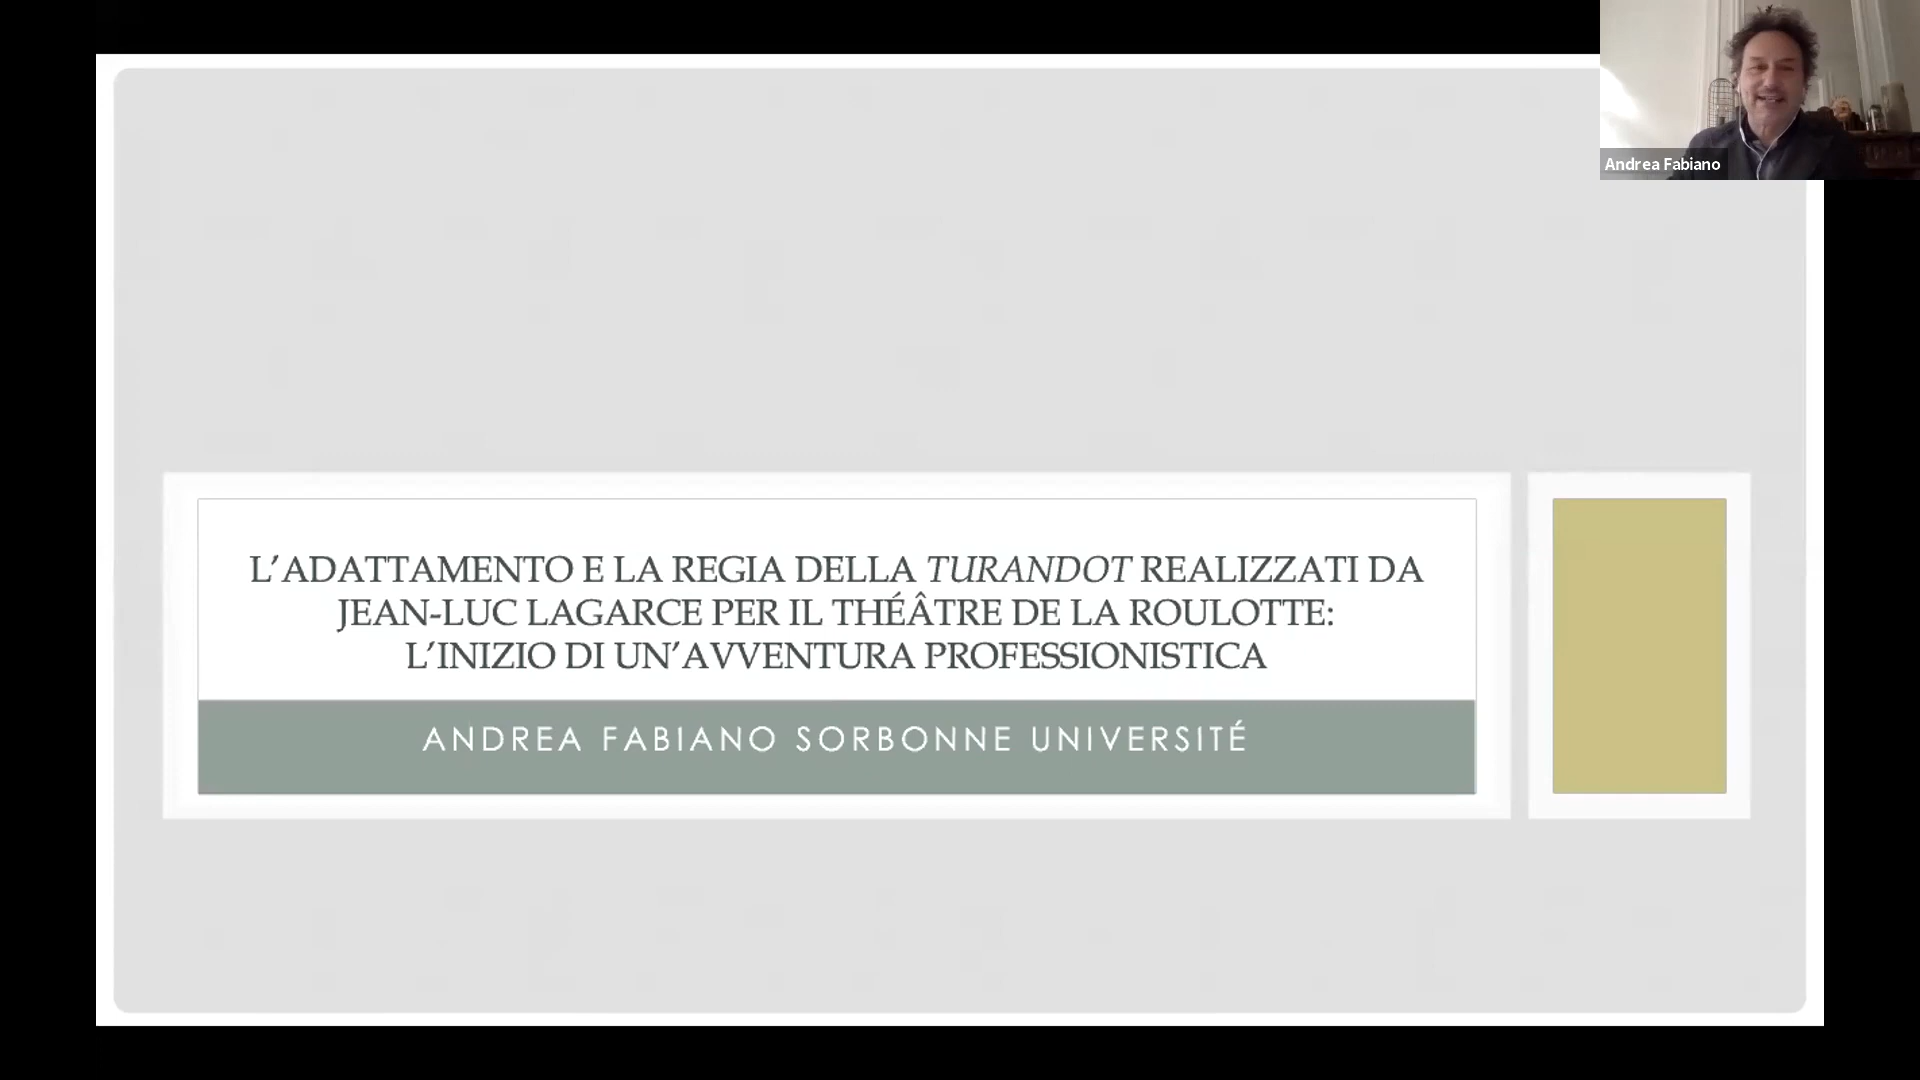 Andrea Fabiano
L’ADATTAMENTO E LA REGIA DELLA TURANDOT REALIZZATI DA
JEAN-LUC LAGARCE PER IL THÉÂTRE DE LA ROULOTTE:
L’INIZIO DI UN’AVVENTURA PROFESSIONISTICA
ANDREA FABIANO SORBONNE UNIVERSITÉ